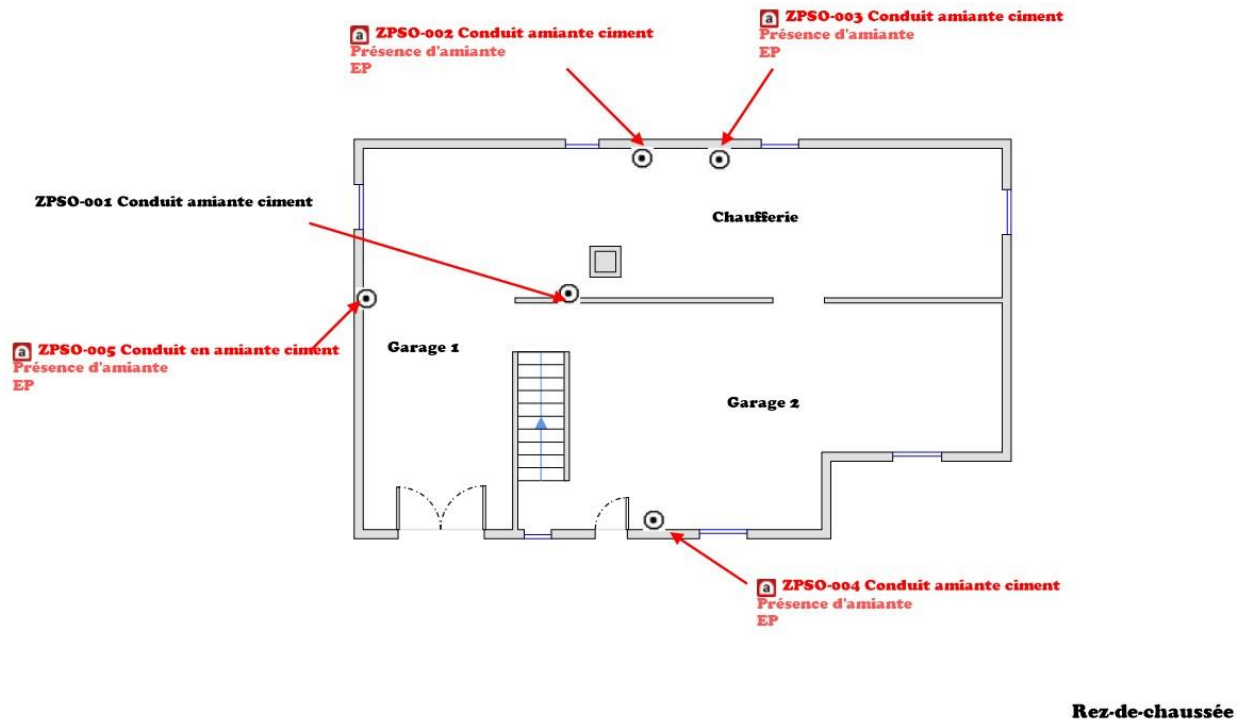 a ZPSO-002 Conduit amiante ciment
Présence d'amiante
EP
a ZPSO-003 Conduit amiante ciment
Présence d'amiante
EP
ZPSO-001 Conduit amiante ciment
Chaufferie
a ZPSO-005 Conduit en amiante ciment
Présence d'amiante
EP
Garage 1
Garage 2
a ZPSO-004 Conduit amiante ciment
Présence d'amiante
EP
Rez-de-chaussée